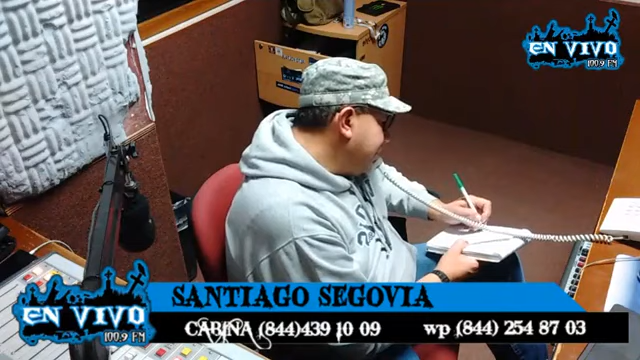 EN VIVO
100.9 FM
SANTIAGO SEGOVIA
EN VIVO
100.9 FM
CABINA (844)439 10 09 wp (844) 254 87 03